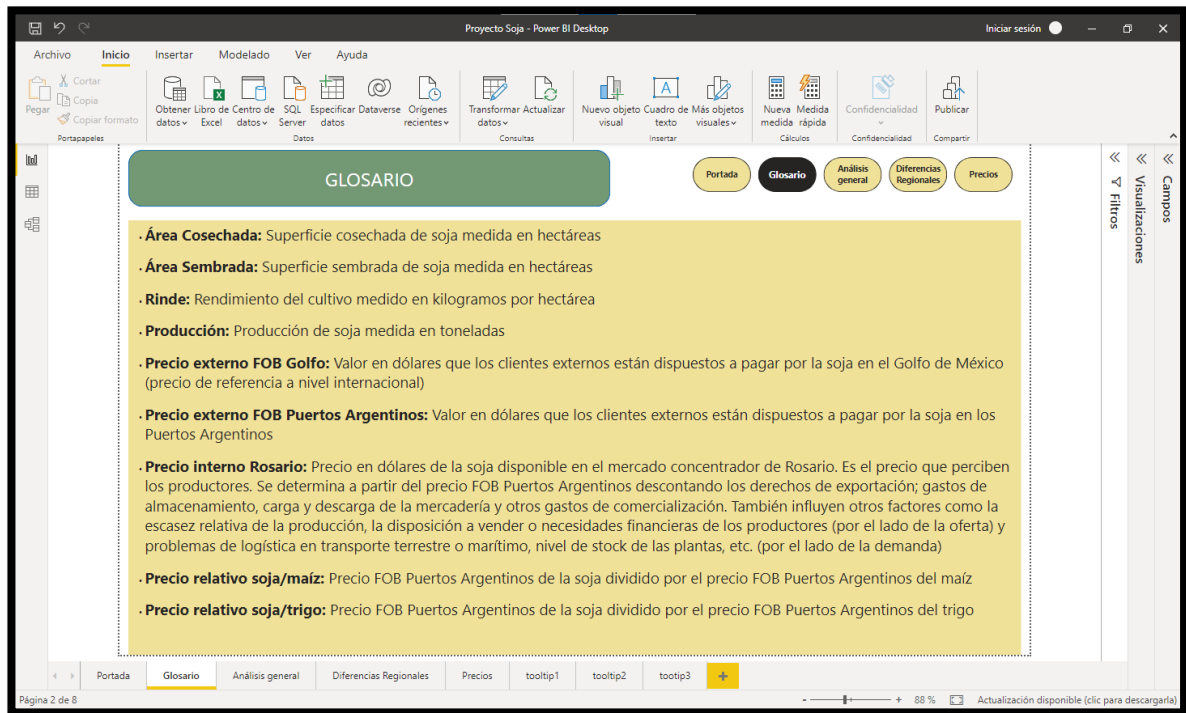 Proyecto Soja - Power BI Desktop
Iniciar sesión
Archivo Inicio Insertar Modelado Ver Ayuda
Pegar
Cortar
Copia
Copiar formato
Portapapeles
Obtener datos
Libro de Excel
Centro de datos
SQL Server
Especificar datos
Dataverse
Orígenes recientes
Datos
Transformar datos
Actualizar
Consultas
Nuevo objeto visual
Cuadro de texto
Más objetos visuales
Insertar
Nueva medida
Medida rápida
Cálculos
Confidencialidad
Confidencialidad
Publicar
Compartir
GLOSARIO
Portada
Glosario
Análisis general
Diferencias Regionales
Precios
Filtros
Visualizaciones
Campos
· Área Cosechada: Superficie cosechada de soja medida en hectáreas
· Área Sembrada: Superficie sembrada de soja medida en hectáreas
· Rinde: Rendimiento del cultivo medido en kilogramos por hectárea
· Producción: Producción de soja medida en toneladas
· Precio externo FOB Golfo: Valor en dólares que los clientes externos están dispuestos a pagar por la soja en el Golfo de México
(precio de referencia a nivel internacional)
· Precio externo FOB Puertos Argentinos: Valor en dólares que los clientes externos están dispuestos a pagar por la soja en los
Puertos Argentinos
· Precio interno Rosario: Precio en dólares de la soja disponible en el mercado concentrador de Rosario. Es el precio que perciben
los productores. Se determina a partir del precio FOB Puertos Argentinos descontando los derechos de exportación; gastos de
almacenamiento, carga y descarga de la mercadería y otros gastos de comercialización. También influyen otros factores como la
escasez relativa de la producción, la disposición a vender o necesidades financieras de los productores (por el lado de la oferta) y
problemas de logística en transporte terrestre o marítimo, nivel de stock de las plantas, etc. (por el lado de la demanda)
· Precio relativo soja/maíz: Precio FOB Puertos Argentinos de la soja dividido por el precio FOB Puertos Argentinos del maíz
· Precio relativo soja/trigo: Precio FOB Puertos Argentinos de la soja dividido por el precio FOB Puertos Argentinos del trigo
Portada Glosario Análisis general Diferencias Regionales Precios tooltip1 tooltip2 tootip3 +
Página 2 de 8
- + 88 % Actualización disponible (clic para descargarla)